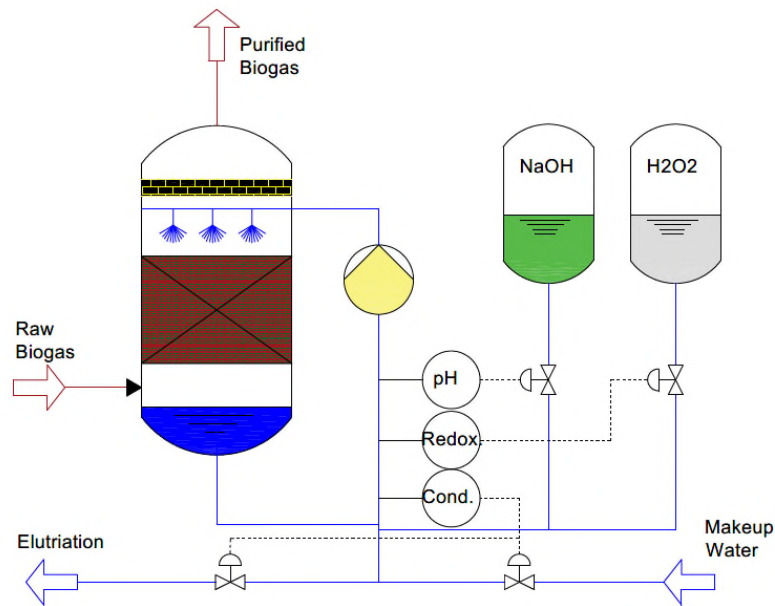 Purified
Biogas
NaOH
H2O2
Raw
Biogas
pH
Redox
Cond.
Elutriation
Makeup
Water